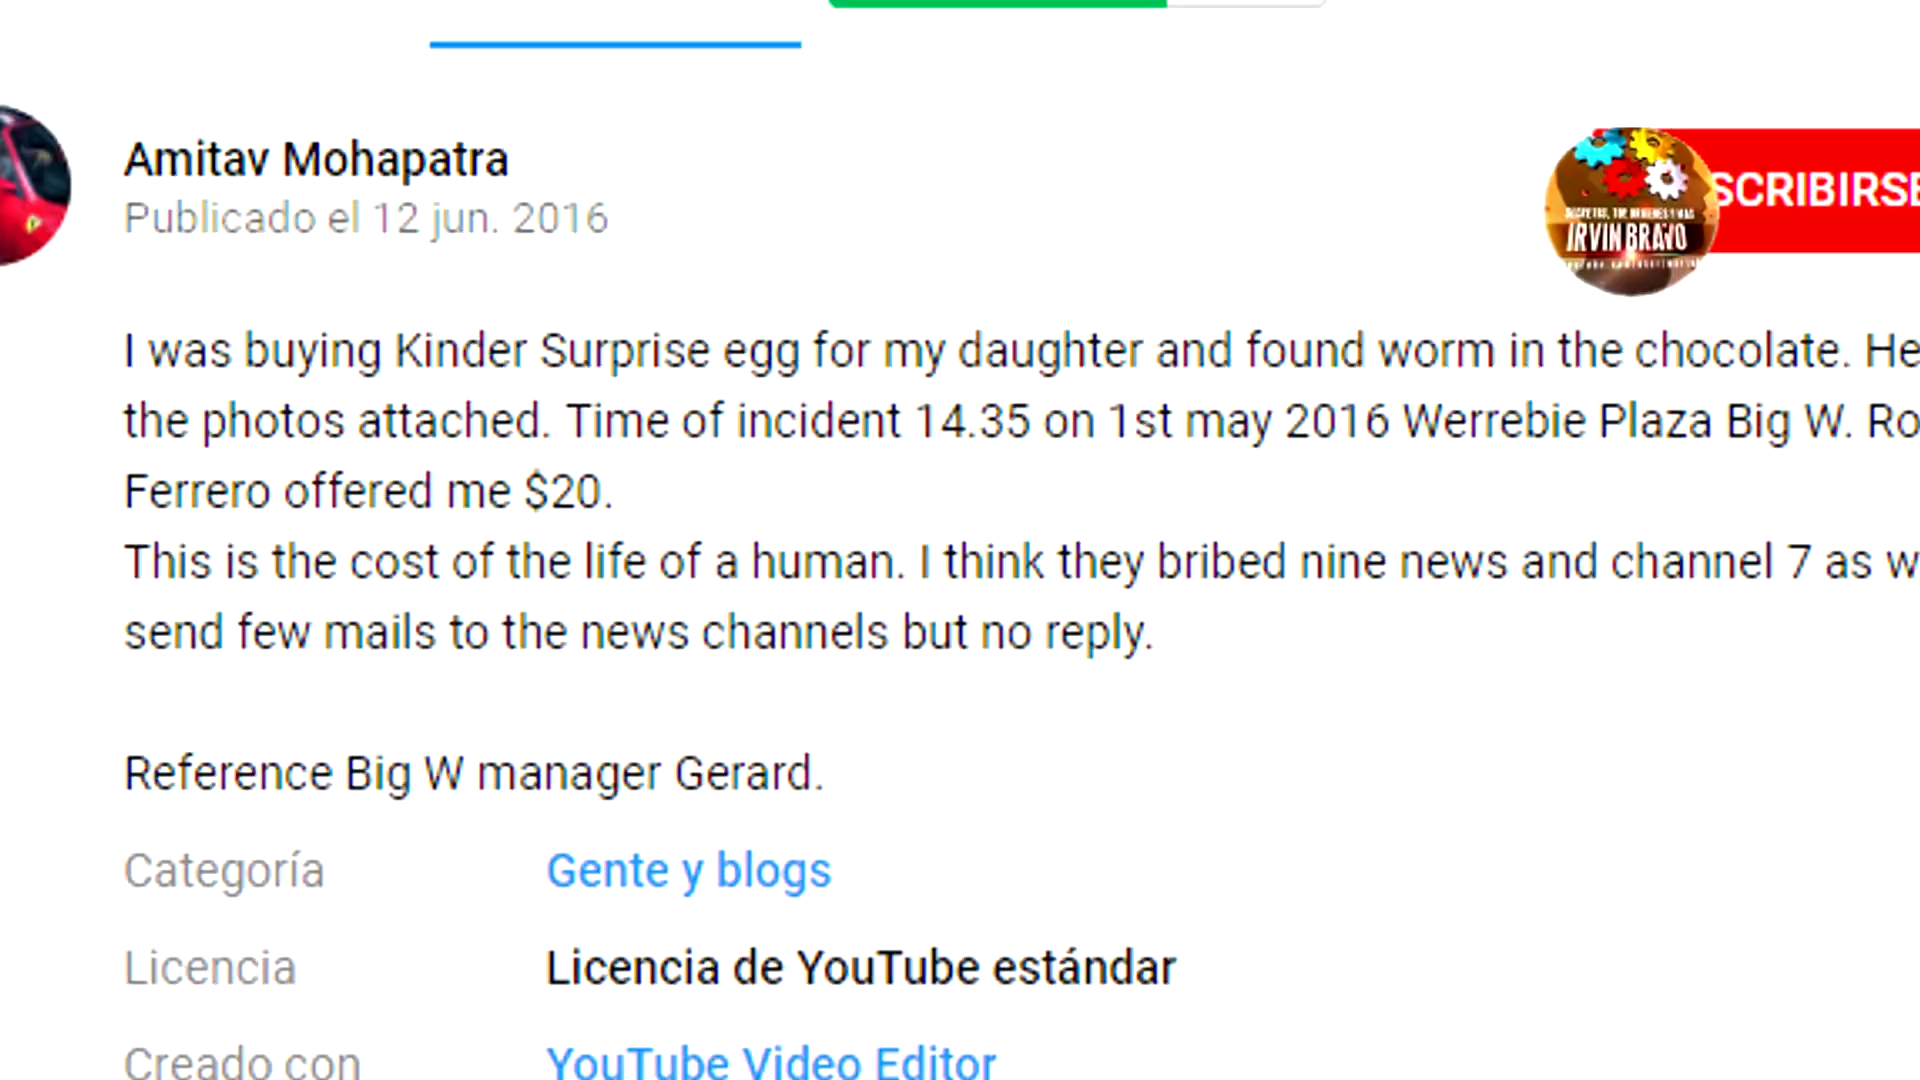 Amitav Mohapatra
Publicado el 12 jun. 2016
IRVIN BRAVO
SCRIBIRSE
I was buying Kinder Surprise egg for my daughter and found worm in the chocolate. He
the photos attached. Time of incident 14.35 on 1st may 2016 Werrebie Plaza Big W. Ro
Ferrero offered me $20.
This is the cost of the life of a human. I think they bribed nine news and channel 7 as w
send few mails to the news channels but no reply.
Reference Big W manager Gerard.
Categoría Gente y blogs
Licencia Licencia de YouTube estándar
Creado con YouTube Video Editor